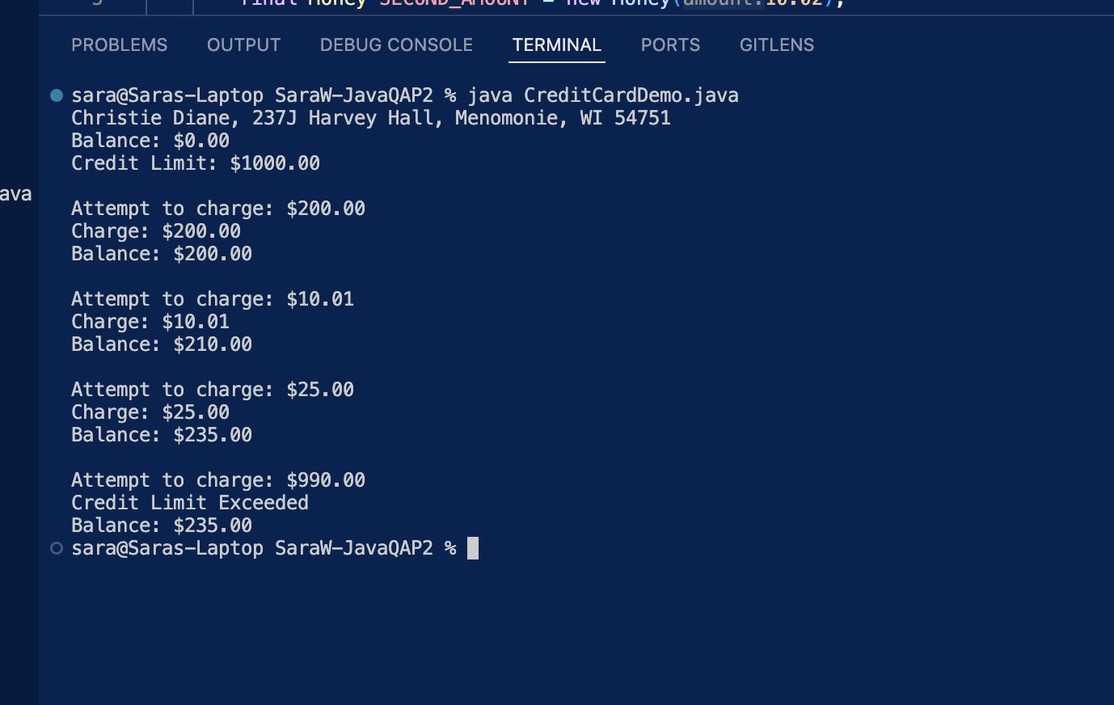 final Money SECOND_AMOUNT = new Money(amount:10.02);
PROBLEMS OUTPUT DEBUG CONSOLE TERMINAL PORTS GITLENS
sara@Saras-Laptop SaraW-JavaQAP2 % java CreditCardDemo.java
Christie Diane, 237J Harvey Hall, Menomonie, WI 54751
Balance: $0.00
Credit Limit: $1000.00
ava
Attempt to charge: $200.00
Charge: $200.00
Balance: $200.00
Attempt to charge: $10.01
Charge: $10.01
Balance: $210.00
Attempt to charge: $25.00
Charge: $25.00
Balance: $235.00
Attempt to charge: $990.00
Credit Limit Exceeded
Balance: $235.00
sara@Saras-Laptop SaraW-JavaQAP2 %